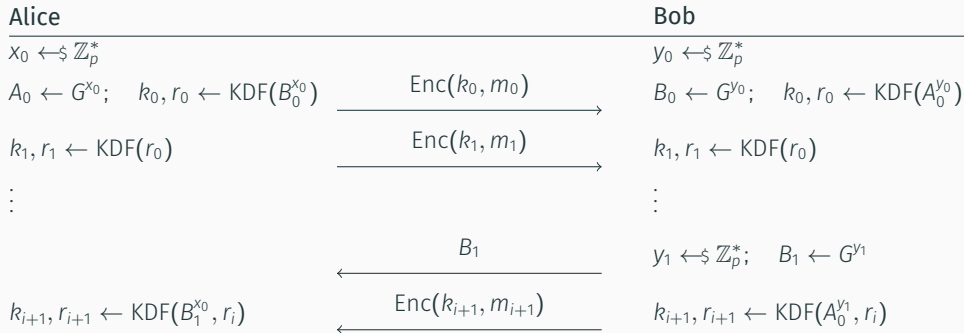 Alice Bob
x₀ ←$ ℤ*ₚ y₀ ←$ ℤ*ₚ
A₀ ← G^{x₀}; k₀, r₀ ← KDF(B₀^{x₀}) Enc(k₀, m₀) B₀ ← G^{y₀}; k₀, r₀ ← KDF(A₀^{y₀})
k₁, r₁ ← KDF(r₀) Enc(k₁, m₁) k₁, r₁ ← KDF(r₀)
⋮ ⋮
B₁ y₁ ←$ ℤ*ₚ; B₁ ← G^{y₁}
k_{i+1}, r_{i+1} ← KDF(B₁^{x₀}, r_i) Enc(k_{i+1}, m_{i+1}) k_{i+1}, r_{i+1} ← KDF(A₀^{y₁}, r_i)